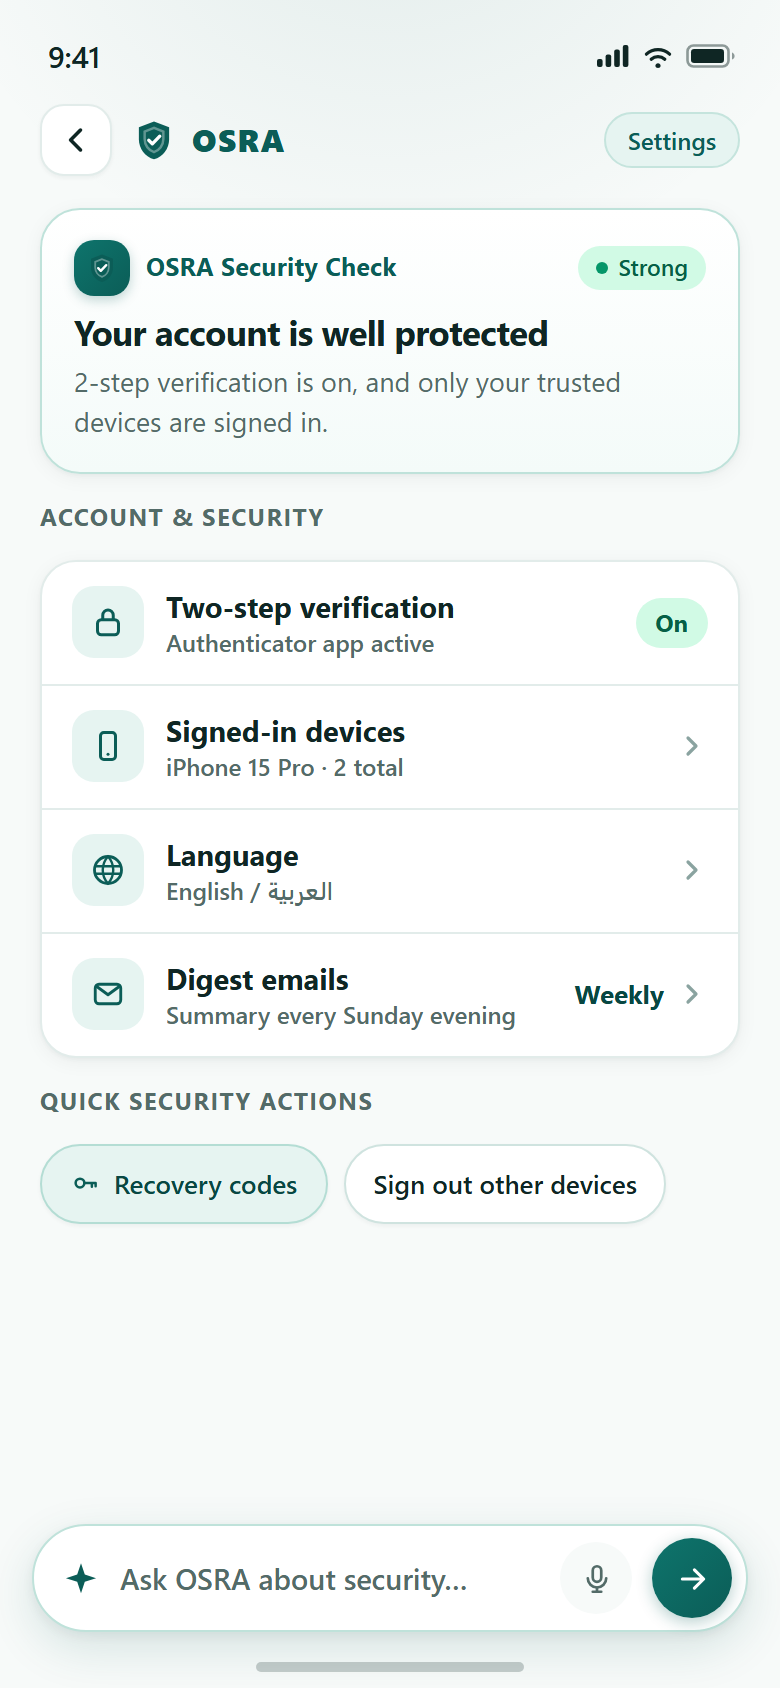 9:41
OSRA
Settings
OSRA Security Check
Strong
Your account is well protected
2-step verification is on, and only your trusted
devices are signed in.
ACCOUNT & SECURITY
Two-step verification
Authenticator app active
On
Signed-in devices
iPhone 15 Pro · 2 total
Language
English / العربية
Digest emails
Summary every Sunday evening
Weekly
QUICK SECURITY ACTIONS
Recovery codes
Sign out other devices
Ask OSRA about security...